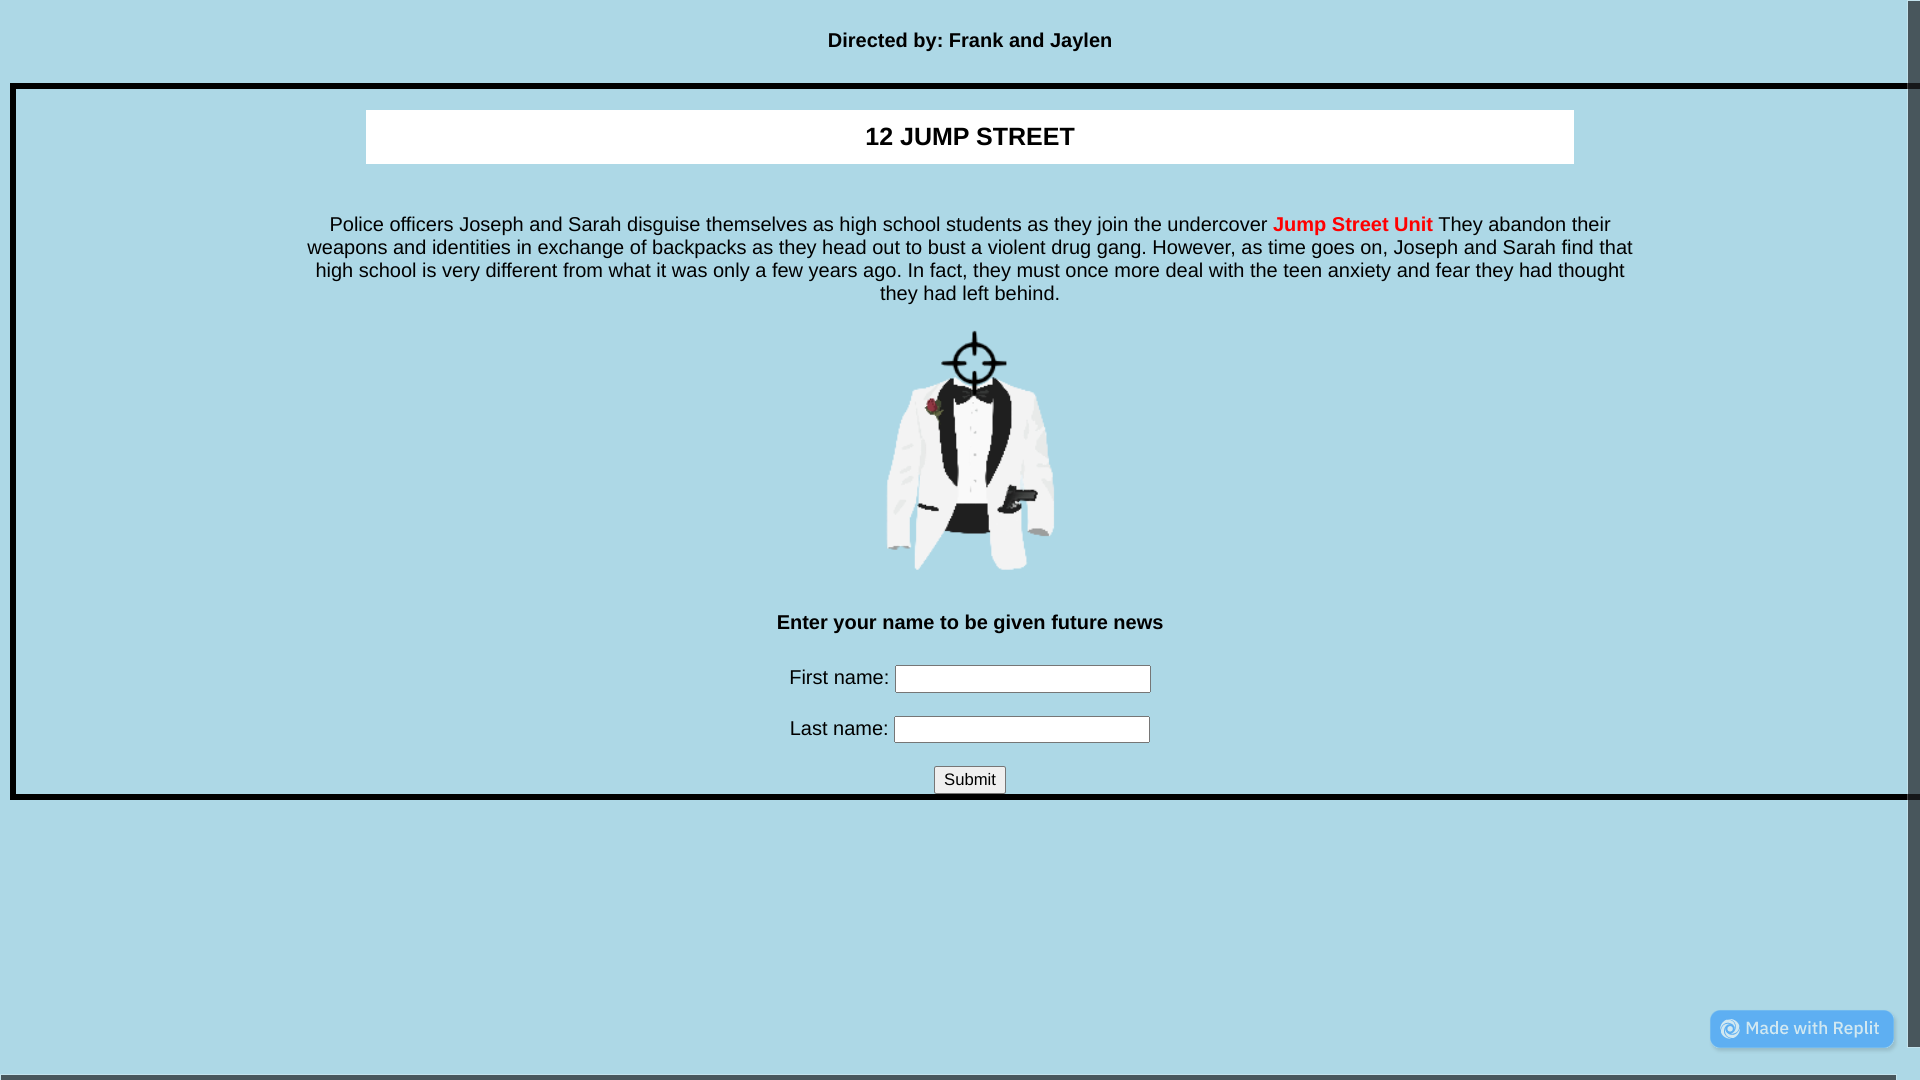 Directed by: Frank and Jaylen
12 JUMP STREET
Police officers Joseph and Sarah disguise themselves as high school students as they join the undercover Jump Street Unit They abandon their
weapons and identities in exchange of backpacks as they head out to bust a violent drug gang. However, as time goes on, Joseph and Sarah find that
high school is very different from what it was only a few years ago. In fact, they must once more deal with the teen anxiety and fear they had thought
they had left behind.
Enter your name to be given future news
First name:
Last name:
Submit
Made with Replit